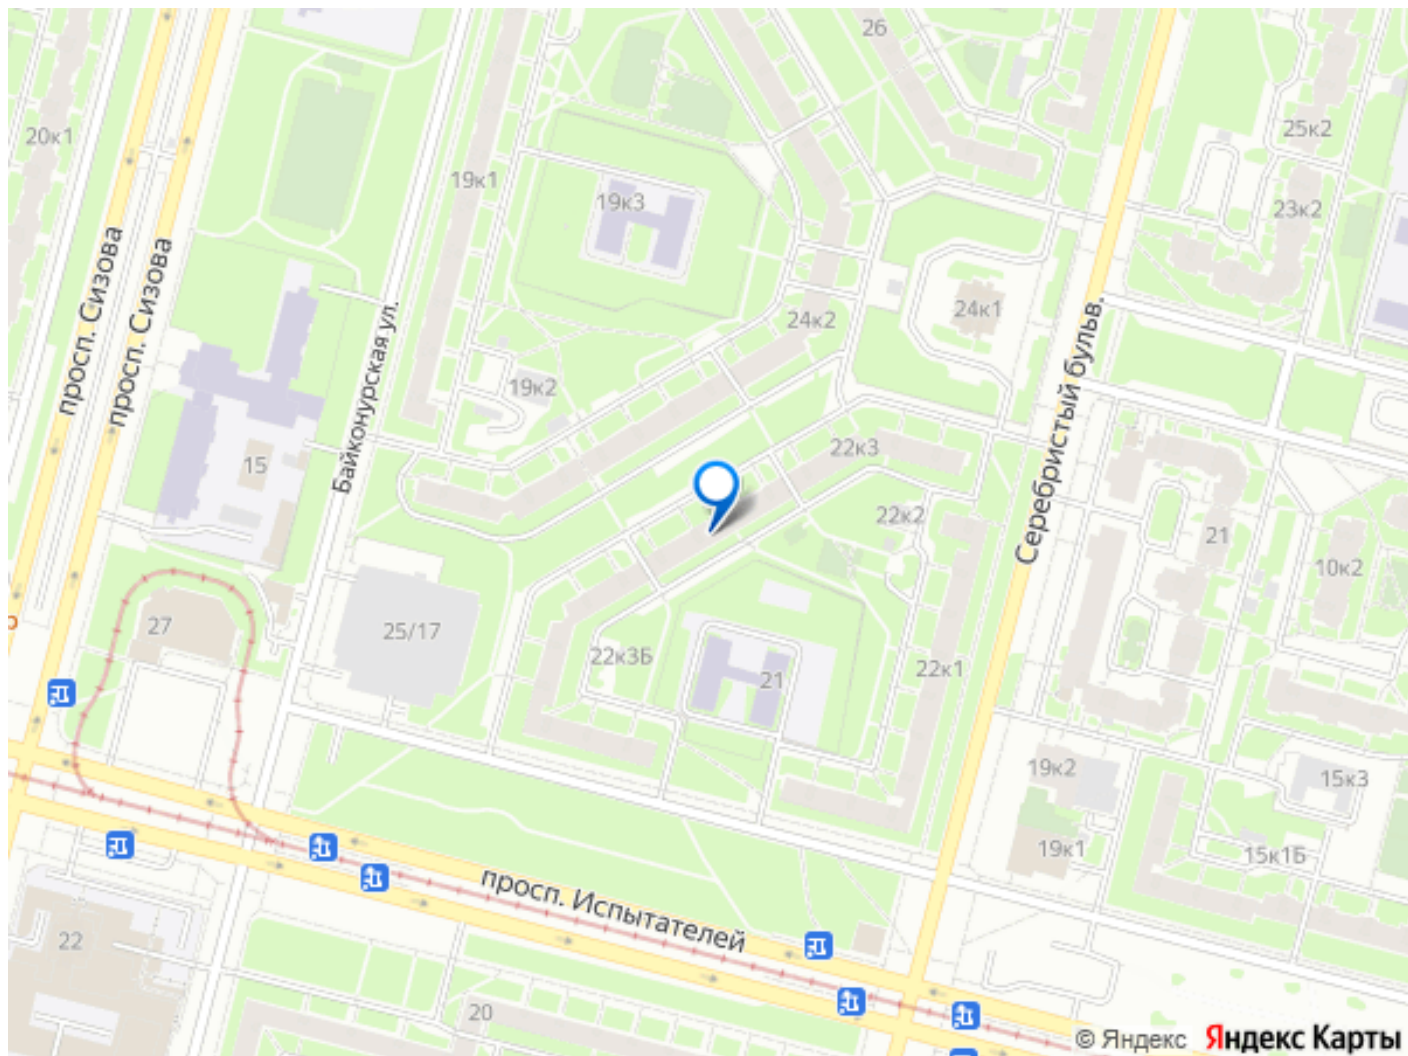 26
20к1
25к2
19к1
19к3
23к2
просп. Сизова
просп. Сизова
24к1
24к2
Байконурская ул.
Серебристый бульв.
19к2
22к3
15
22к2
21
10к2
27
25/17
22к3Б
21
22к1
19к2
15к3
19к1
15к1Б
просп. Испытателей
22
20
© Яндекс Яндекс Карты